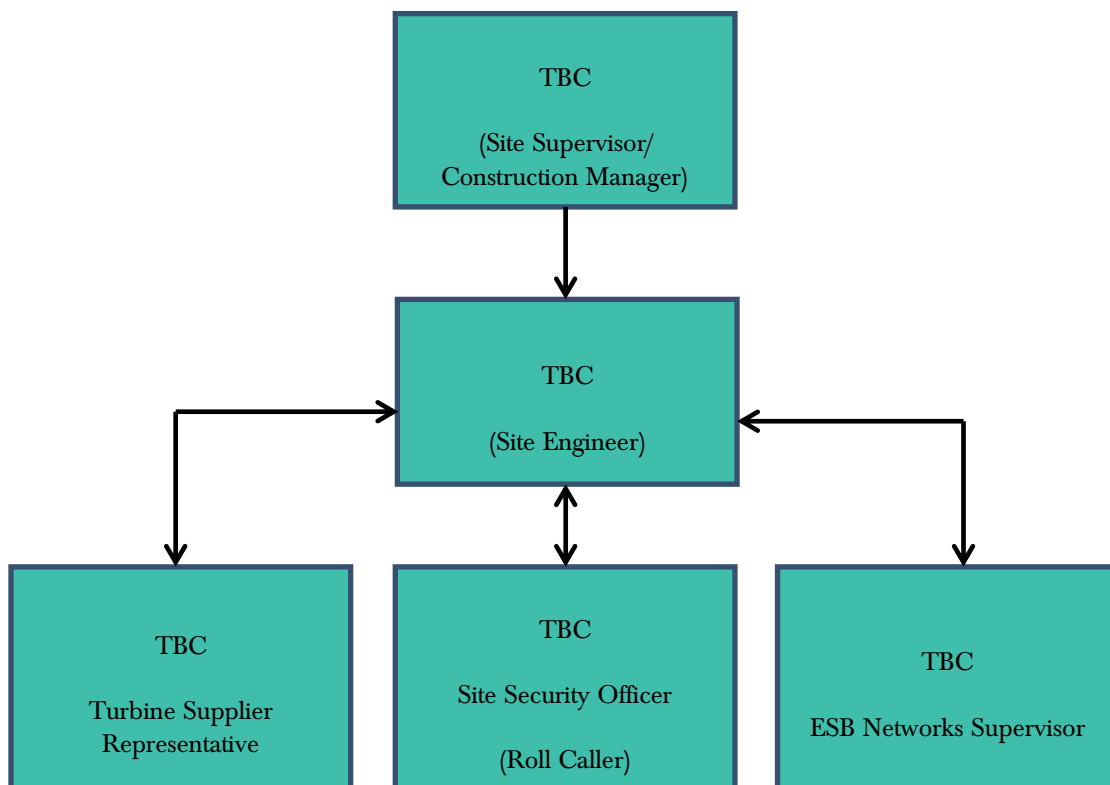 TBC
(Site Supervisor/
Construction Manager)
TBC
(Site Engineer)
TBC
Turbine Supplier
Representative
TBC
Site Security Officer
(Roll Caller)
TBC
ESB Networks Supervisor